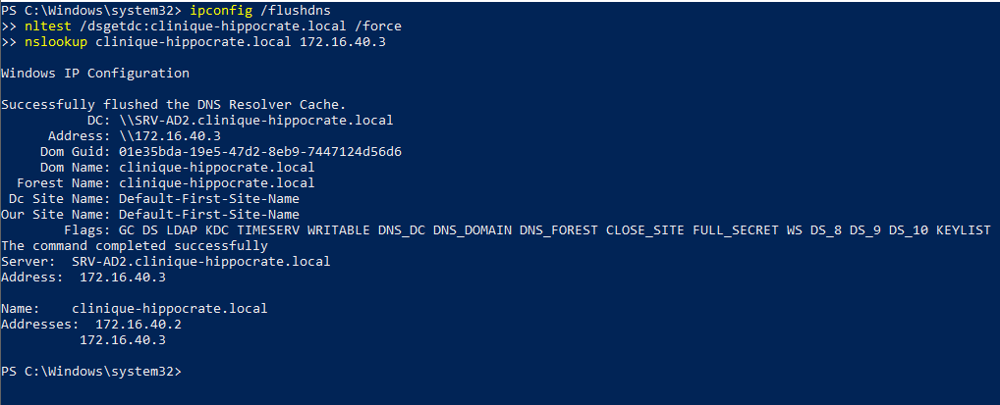 PS C:\Windows\system32> ipconfig /flushdns
>> nltest /dsgetdc:clinique-hippocrate.local /force
>> nslookup clinique-hippocrate.local 172.16.40.3
Windows IP Configuration
Successfully flushed the DNS Resolver Cache.
DC: \\SRV-AD2.clinique-hippocrate.local
Address: \\172.16.40.3
Dom Guid: 01e35bda-19e5-47d2-8eb9-7447124d56d6
Dom Name: clinique-hippocrate.local
Forest Name: clinique-hippocrate.local
Dc Site Name: Default-First-Site-Name
Our Site Name: Default-First-Site-Name
Flags: GC DS LDAP KDC TIMESERV WRITABLE DNS_DC DNS_DOMAIN DNS_FOREST CLOSE_SITE FULL_SECRET WS DS_8 DS_9 DS_10 KEYLIST
The command completed successfully
Server:  SRV-AD2.clinique-hippocrate.local
Address:  172.16.40.3
Name:    clinique-hippocrate.local
Addresses:  172.16.40.2
172.16.40.3
PS C:\Windows\system32>